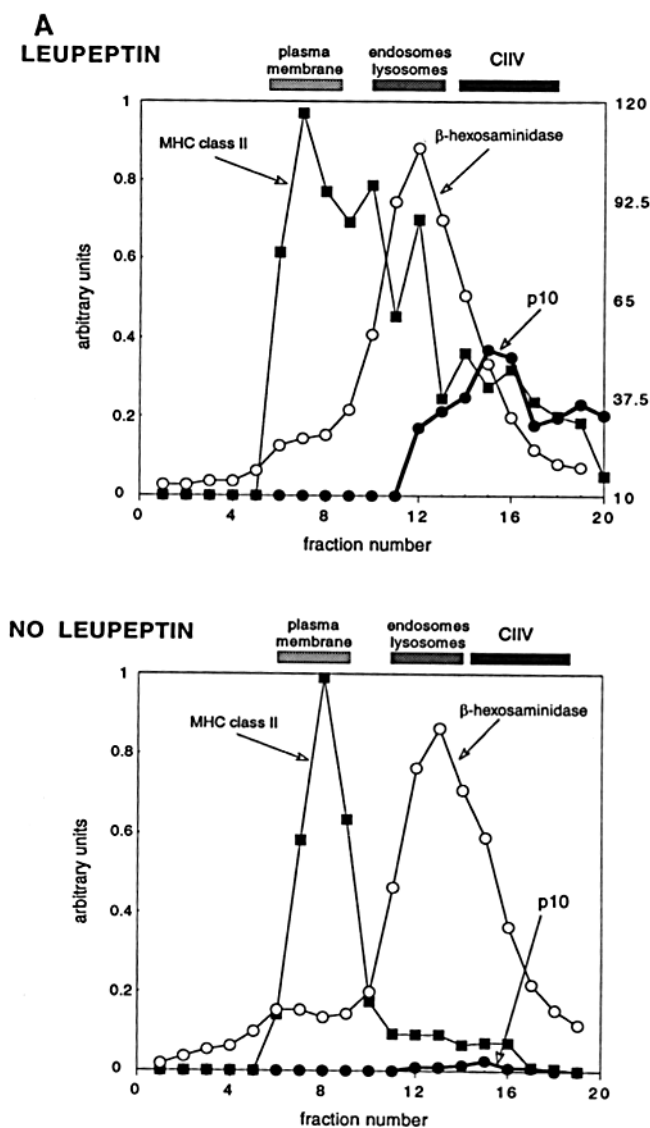 A
LEUPEPTIN
plasma membrane
endosomes lysosomes
CIIV
MHC class II
β-hexosaminidase
p10
arbitrary units
1
0.8
0.6
0.4
0.2
0
120
92.5
65
37.5
10
0 4 8 12 16 20
fraction number
NO LEUPEPTIN
plasma membrane
endosomes lysosomes
CIIV
MHC class II
β-hexosaminidase
p10
arbitrary units
1
0.8
0.6
0.4
0.2
0
0 4 8 12 16 20
fraction number